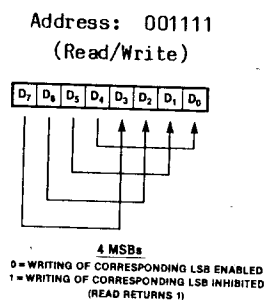 Address: 001111
(Read/Write)
D7 D6 D5 D4 D3 D2 D1 D0
4 MSBs
0 = WRITING OF CORRESPONDING LSB ENABLED
1 = WRITING OF CORRESPONDING LSB INHIBITED
(READ RETURNS 1)